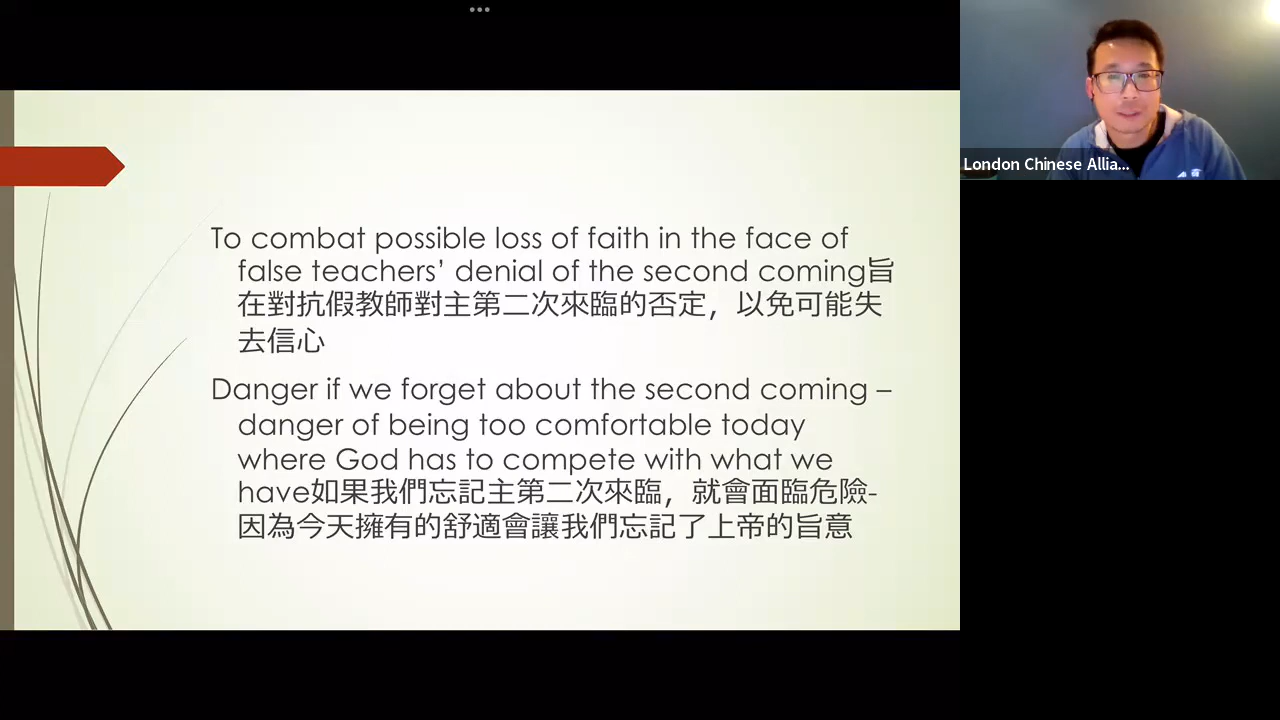 To combat possible loss of faith in the face of
false teachers’ denial of the second coming旨
在對抗假教師對主第二次來臨的否定，以免可能失
去信心
Danger if we forget about the second coming –
danger of being too comfortable today
where God has to compete with what we
have如果我們忘記主第二次來臨，就會面臨危險-
因為今天擁有的舒適會讓我們忘記了上帝的旨意
London Chinese Allia...